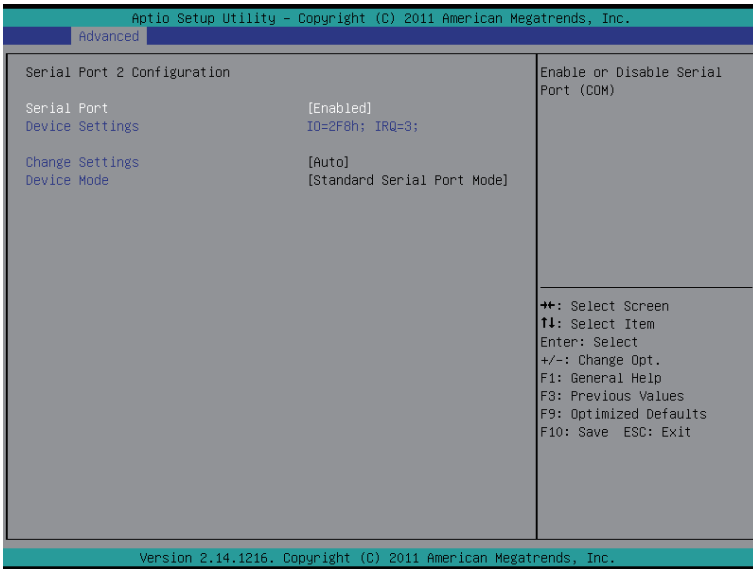 Aptio Setup Utility – Copyright (C) 2011 American Megatrends, Inc.
Advanced
Serial Port 2 Configuration
Serial Port [Enabled]
Device Settings IO=2F8h; IRQ=3;
Change Settings [Auto]
Device Mode [Standard Serial Port Mode]
Enable or Disable Serial
Port (COM)
→←: Select Screen
↑↓: Select Item
Enter: Select
+/-: Change Opt.
F1: General Help
F3: Previous Values
F9: Optimized Defaults
F10: Save ESC: Exit
Version 2.14.1216. Copyright (C) 2011 American Megatrends, Inc.